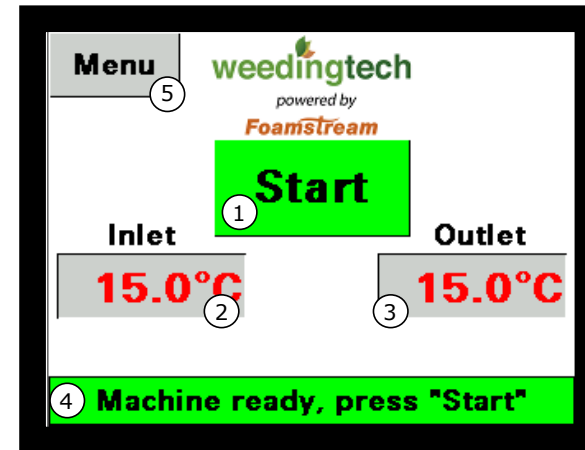 Menu
5
weedingtech
powered by
Foamstream
Start
1
Inlet
Outlet
15.0°C
2
15.0°C
3
4
Machine ready, press "Start"